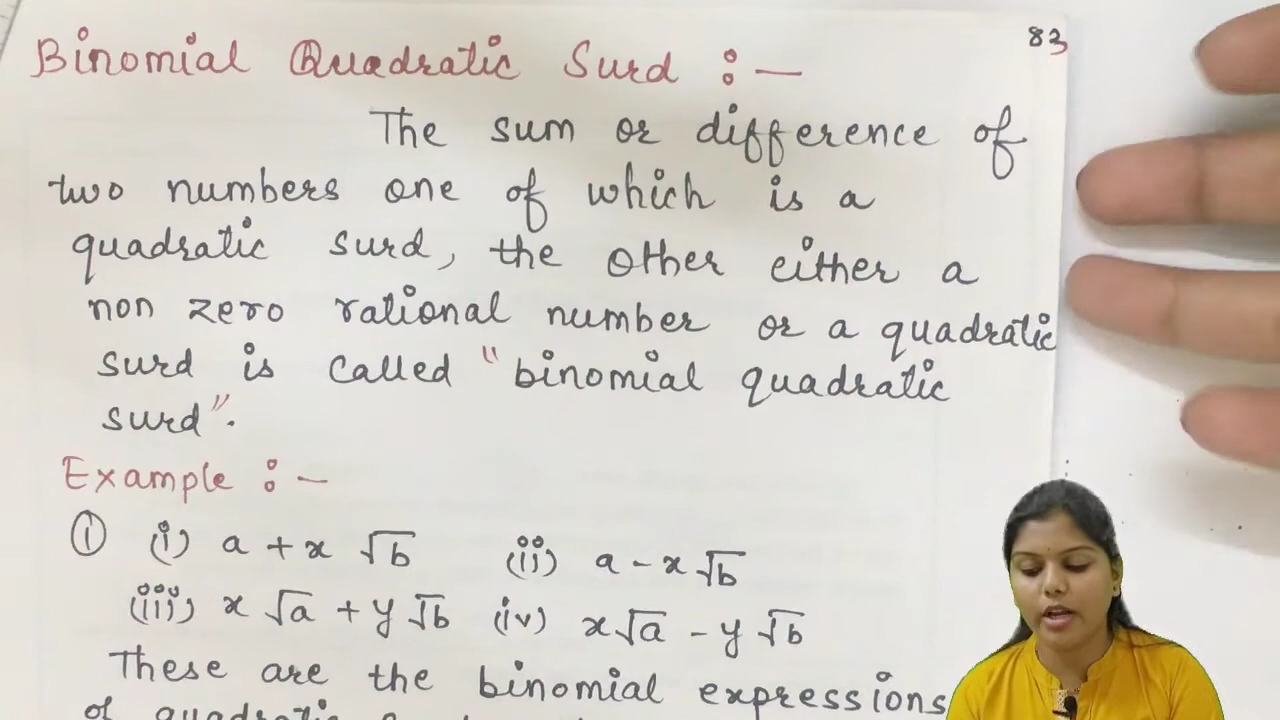 83
Binomial Quadratic Surd :—
The sum or difference of
two numbers one of which is a
quadratic surd, the other either a
non zero rational number or a quadratic
surd is called "binomial quadratic
surd".
Example :—
① (i) a + x √b (ii) a - x √b
(iii) x √a + y √b (iv) x √a - y √b
These are the binomial expressions
of quadratic